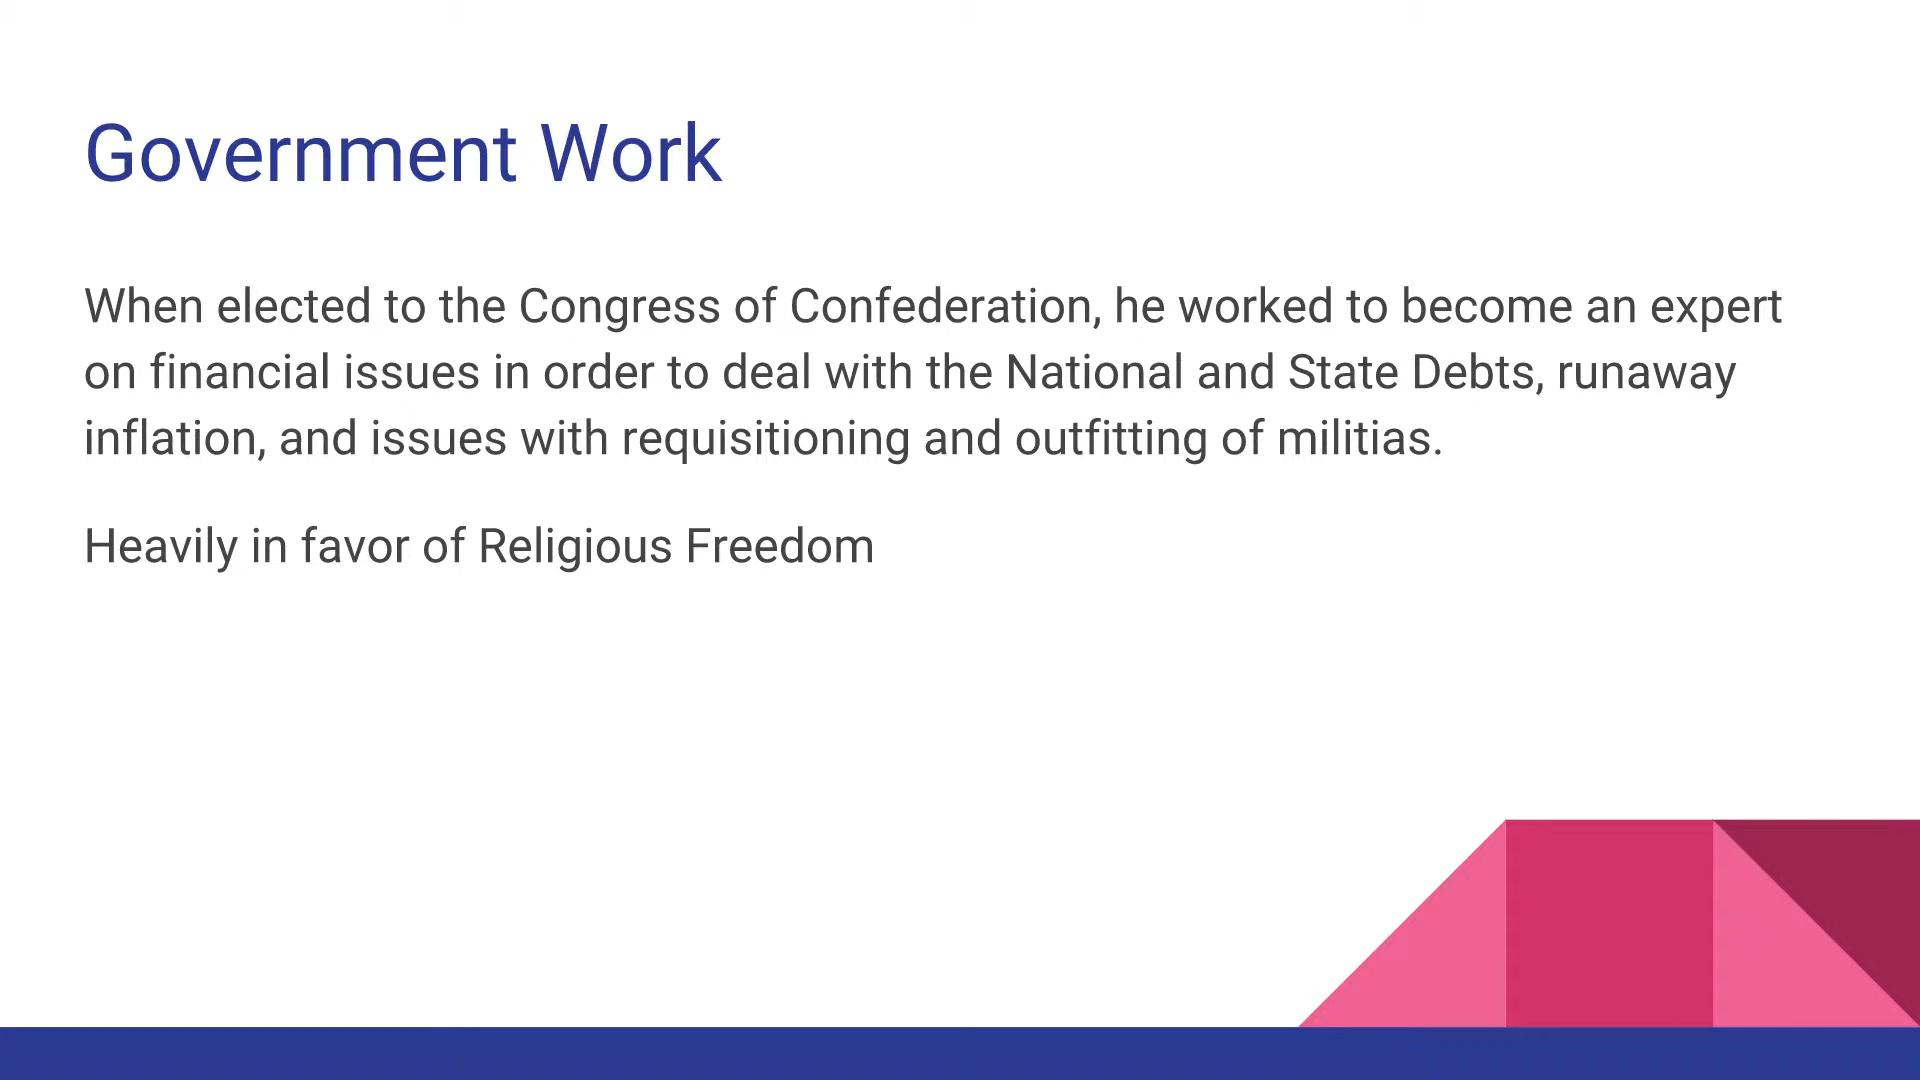 Government Work
When elected to the Congress of Confederation, he worked to become an expert
on financial issues in order to deal with the National and State Debts, runaway
inflation, and issues with requisitioning and outfitting of militias.
Heavily in favor of Religious Freedom